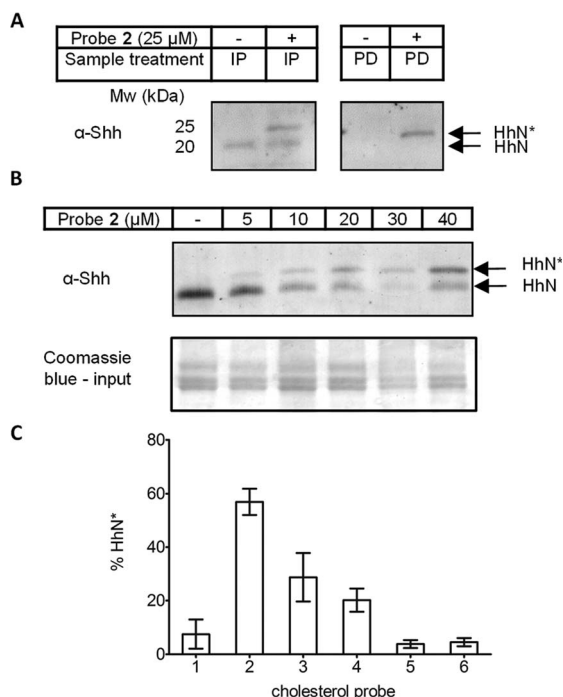 A
Probe 2 (25 µM) - + - +
Sample treatment IP IP PD PD
Mw (kDa)
α-Shh 25 HhN*
20 HhN
B
Probe 2 (µM) - 5 10 20 30 40
α-Shh HhN*
HhN
Coomassie
blue - input
C
80
60
40
20
0
% HhN*
1 2 3 4 5 6
cholesterol probe